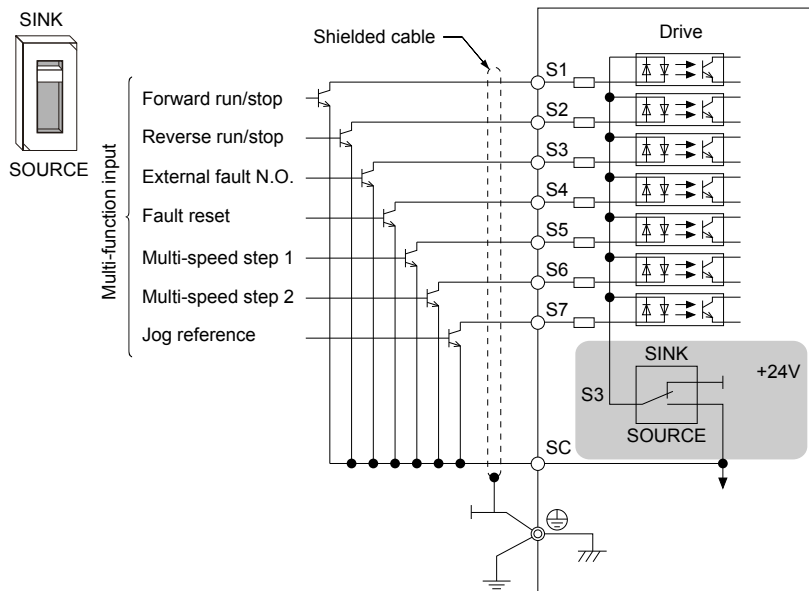 SINK
SOURCE
Multi-function input
Forward run/stop
Reverse run/stop
External fault N.O.
Fault reset
Multi-speed step 1
Multi-speed step 2
Jog reference
Shielded cable
Drive
S1
S2
S3
S4
S5
S6
S7
SINK
+24V
S3
SOURCE
SC